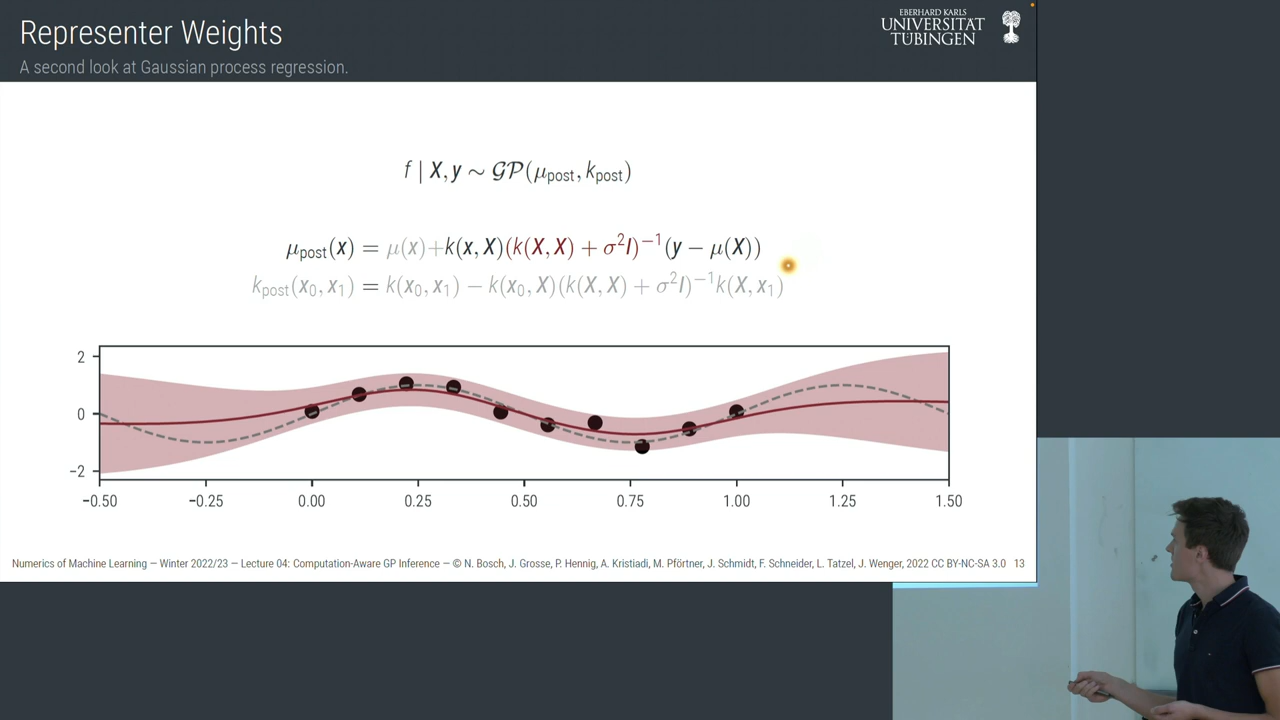 Representer Weights
A second look at Gaussian process regression.
EBERHARD KARLS
UNIVERSITÄT
TÜBINGEN
f | X, y ∼ 𝒢𝒫(μpost, kpost)
μpost(x) = μ(x)+k(x, X)(k(X, X) + σ²I)⁻¹(y − μ(X))
kpost(x₀, x₁) = k(x₀, x₁) − k(x₀, X)(k(X, X) + σ²I)⁻¹k(X, x₁)
2
0
−2
−0.50 −0.25 0.00 0.25 0.50 0.75 1.00 1.25 1.50
Numerics of Machine Learning — Winter 2022/23 — Lecture 04: Computation-Aware GP Inference — © N. Bosch, J. Grosse, P. Hennig, A. Kristiadi, M. Pförtner, J. Schmidt, F. Schneider, L. Tatzel, J. Wenger, 2022 CC BY-NC-SA 3.0 13